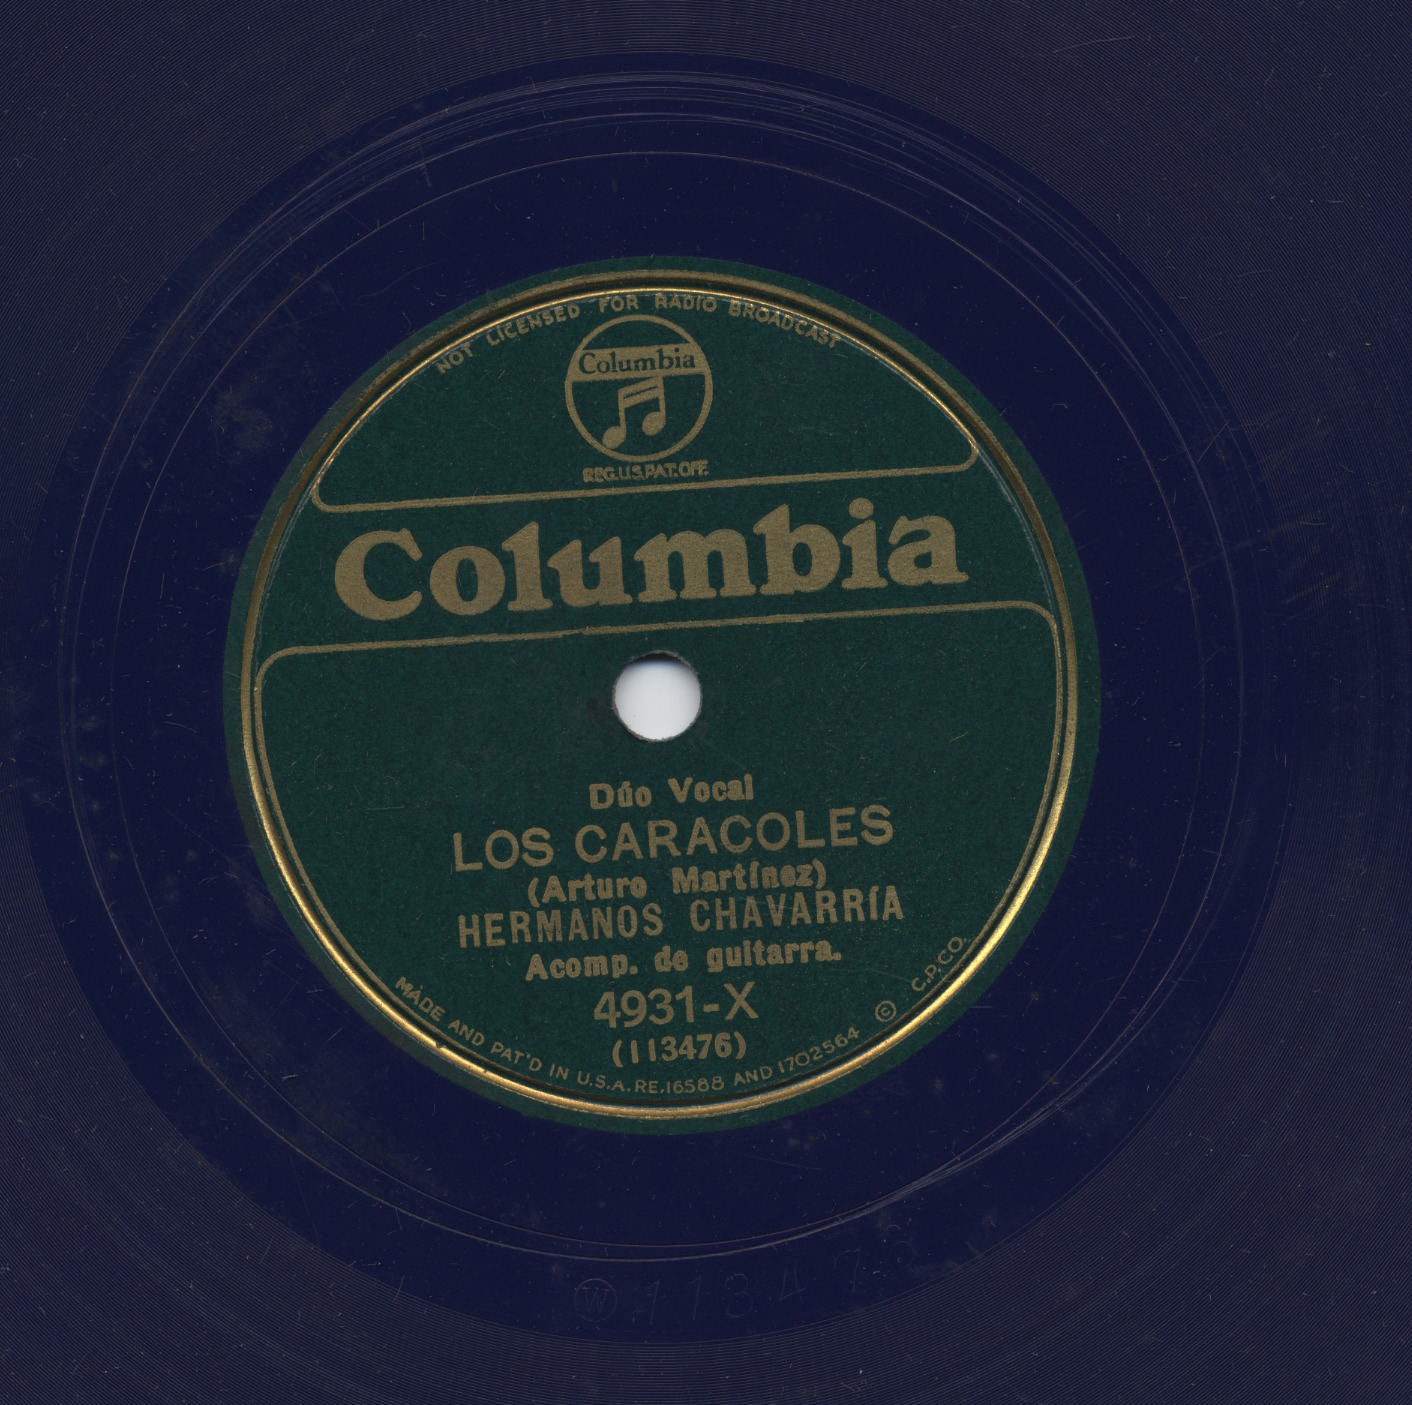 NOT LICENSED FOR RADIO BROADCAST
Columbia
REG.U.S.PAT.OFF.
Columbia
Dúo Vocal
LOS CARACOLES
(Arturo Martínez)
HERMANOS CHAVARRÍA
Acomp. de guitarra.
4931-X
(113476)
MADE AND PAT'D IN U.S.A. RE.16588 AND 1702564 © C.P.CO.
W 11347